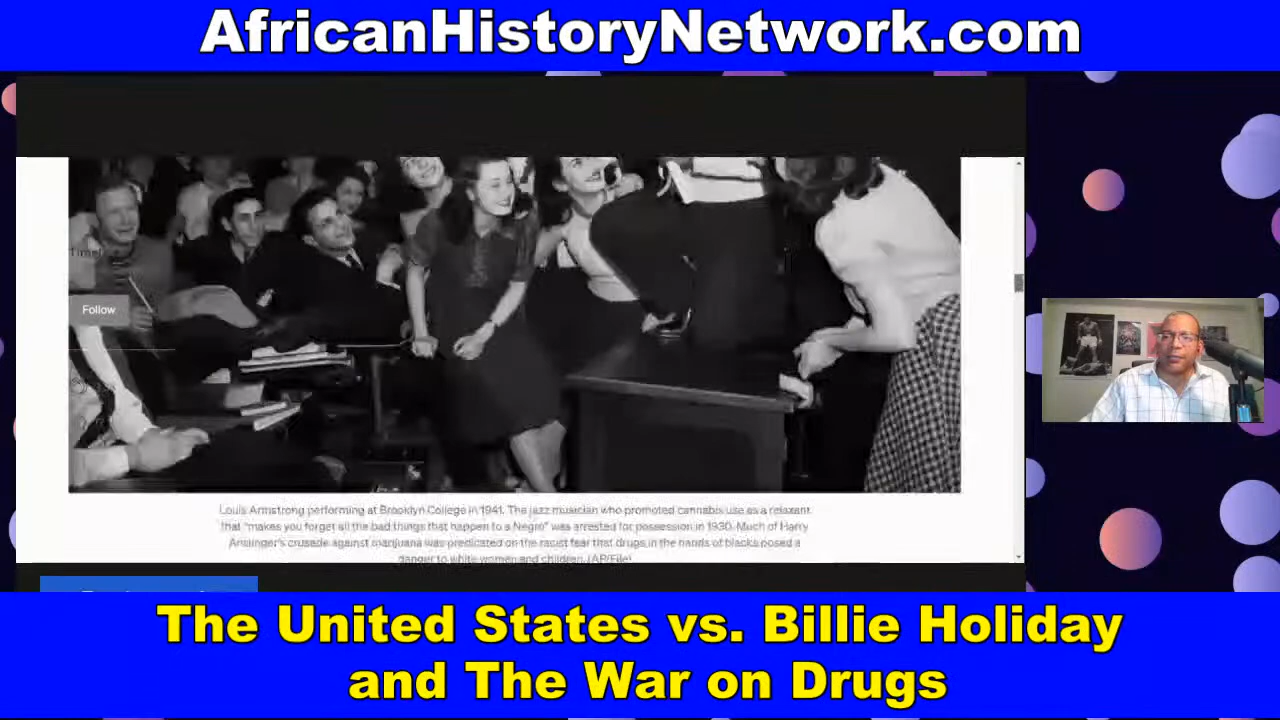 AfricanHistoryNetwork.com
Timel
Follow
Louis Armstrong performing at Brooklyn College in 1941. The jazz musician who promoted cannabis use as a relaxant
that "makes you forget all the bad things that happen to a Negro" was arrested for possession in 1930. Much of Harry
Anslinger's crusade against marijuana was predicated on the racist fear that drugs in the hands of blacks posed a
danger to white women and children. (AP/File)
The United States vs. Billie Holiday
and The War on Drugs